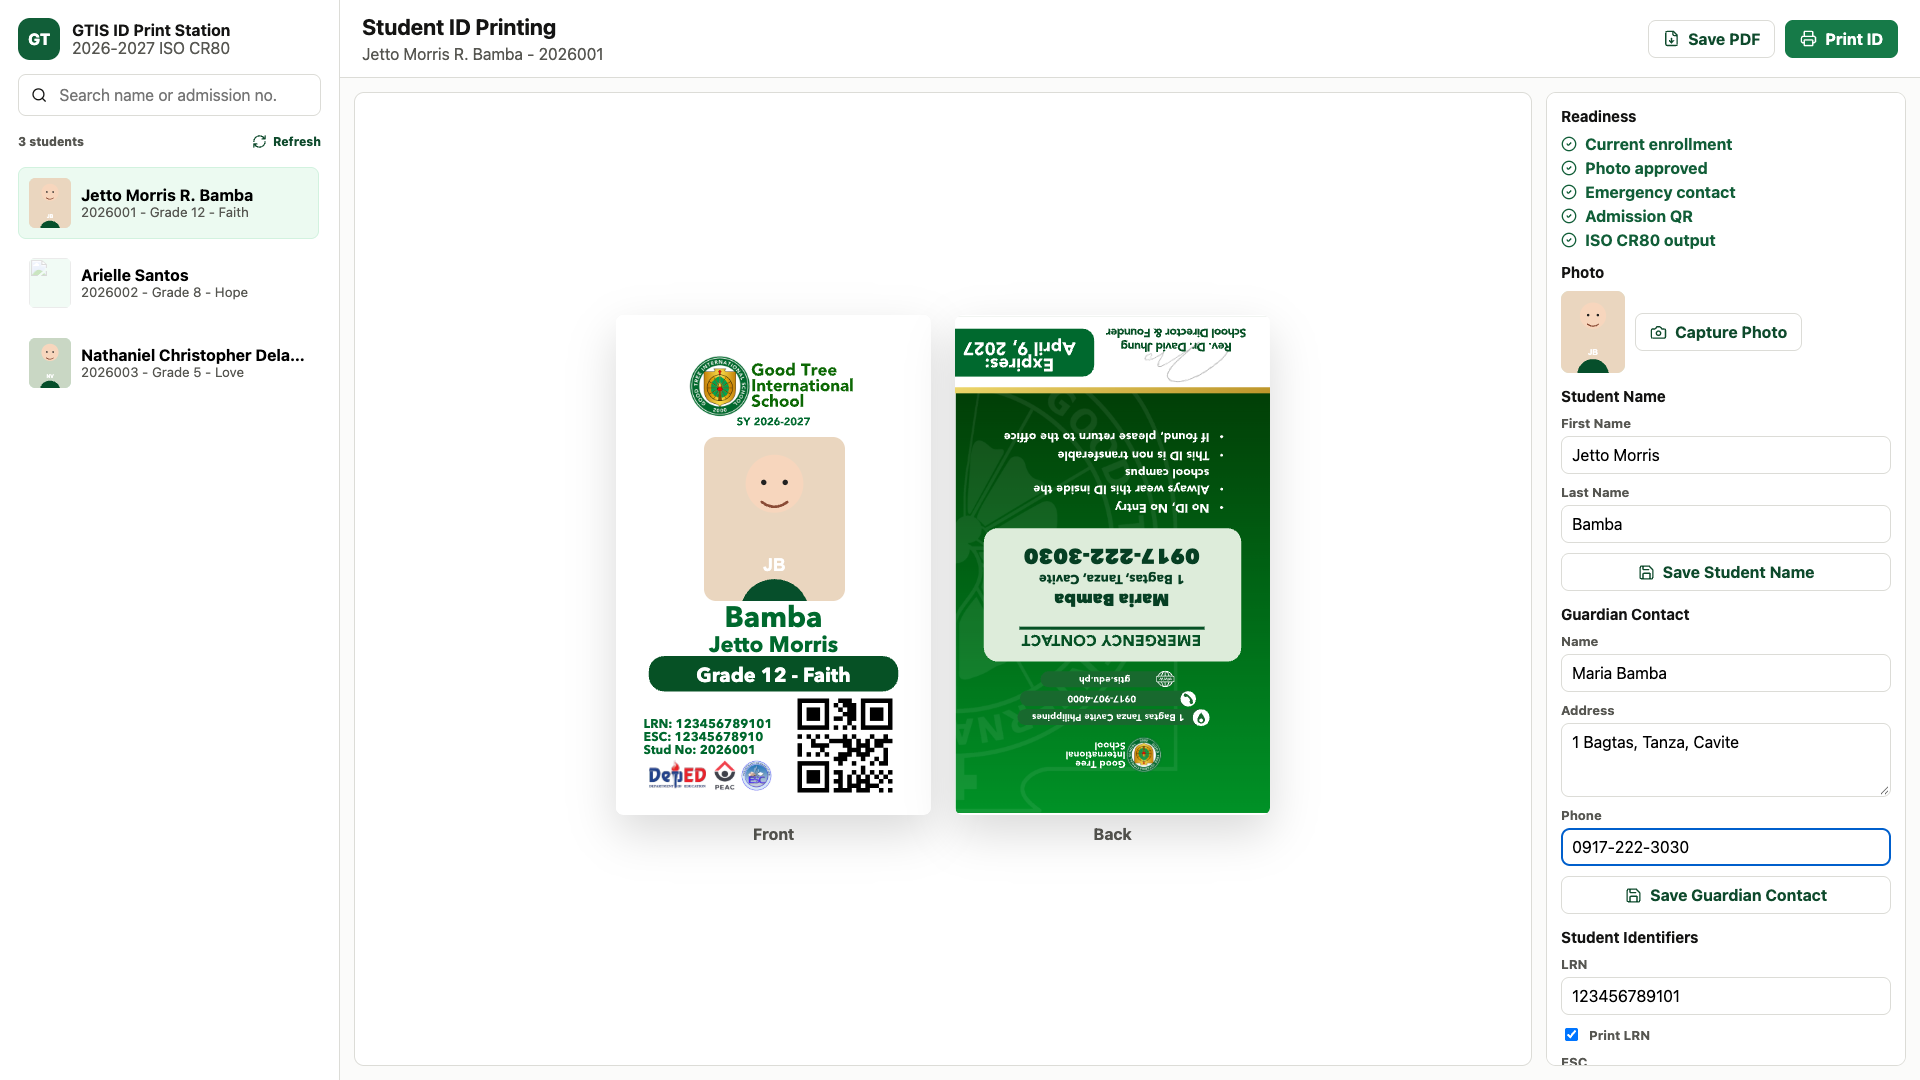 GT
GTIS ID Print Station
2026-2027 ISO CR80
Search name or admission no.
3 students
Refresh
Jetto Morris R. Bamba
2026001 - Grade 12 - Faith
Arielle Santos
2026002 - Grade 8 - Hope
Nathaniel Christopher Dela...
2026003 - Grade 5 - Love
Student ID Printing
Jetto Morris R. Bamba - 2026001
Save PDF
Print ID
Good Tree
International
School
SY 2026-2027
JB
Bamba
Jetto Morris
Grade 12 - Faith
LRN: 123456789101
ESC: 12345678910
Stud No: 2026001
DepED
DEPARTMENT OF EDUCATION
PEAC
ESC
Front
Good Tree
International
School
1 Bagtas Tanza Cavite Philippines
0917-907-4000
gtis-edu.ph
EMERGENCY CONTACT
Maria Bamba
1 Bagtas, Tanza, Cavite
0917-222-3030
• No ID, No Entry
• Always wear this ID inside the
school campus
• This ID is non transferable
• If found, please return to the office
Rev. Dr. David Jhung
School Director & Founder
Expires:
April 9, 2027
Back
Readiness
Current enrollment
Photo approved
Emergency contact
Admission QR
ISO CR80 output
Photo
JB
Capture Photo
Student Name
First Name
Jetto Morris
Last Name
Bamba
Save Student Name
Guardian Contact
Name
Maria Bamba
Address
1 Bagtas, Tanza, Cavite
Phone
0917-222-3030
Save Guardian Contact
Student Identifiers
LRN
123456789101
Print LRN
ESC